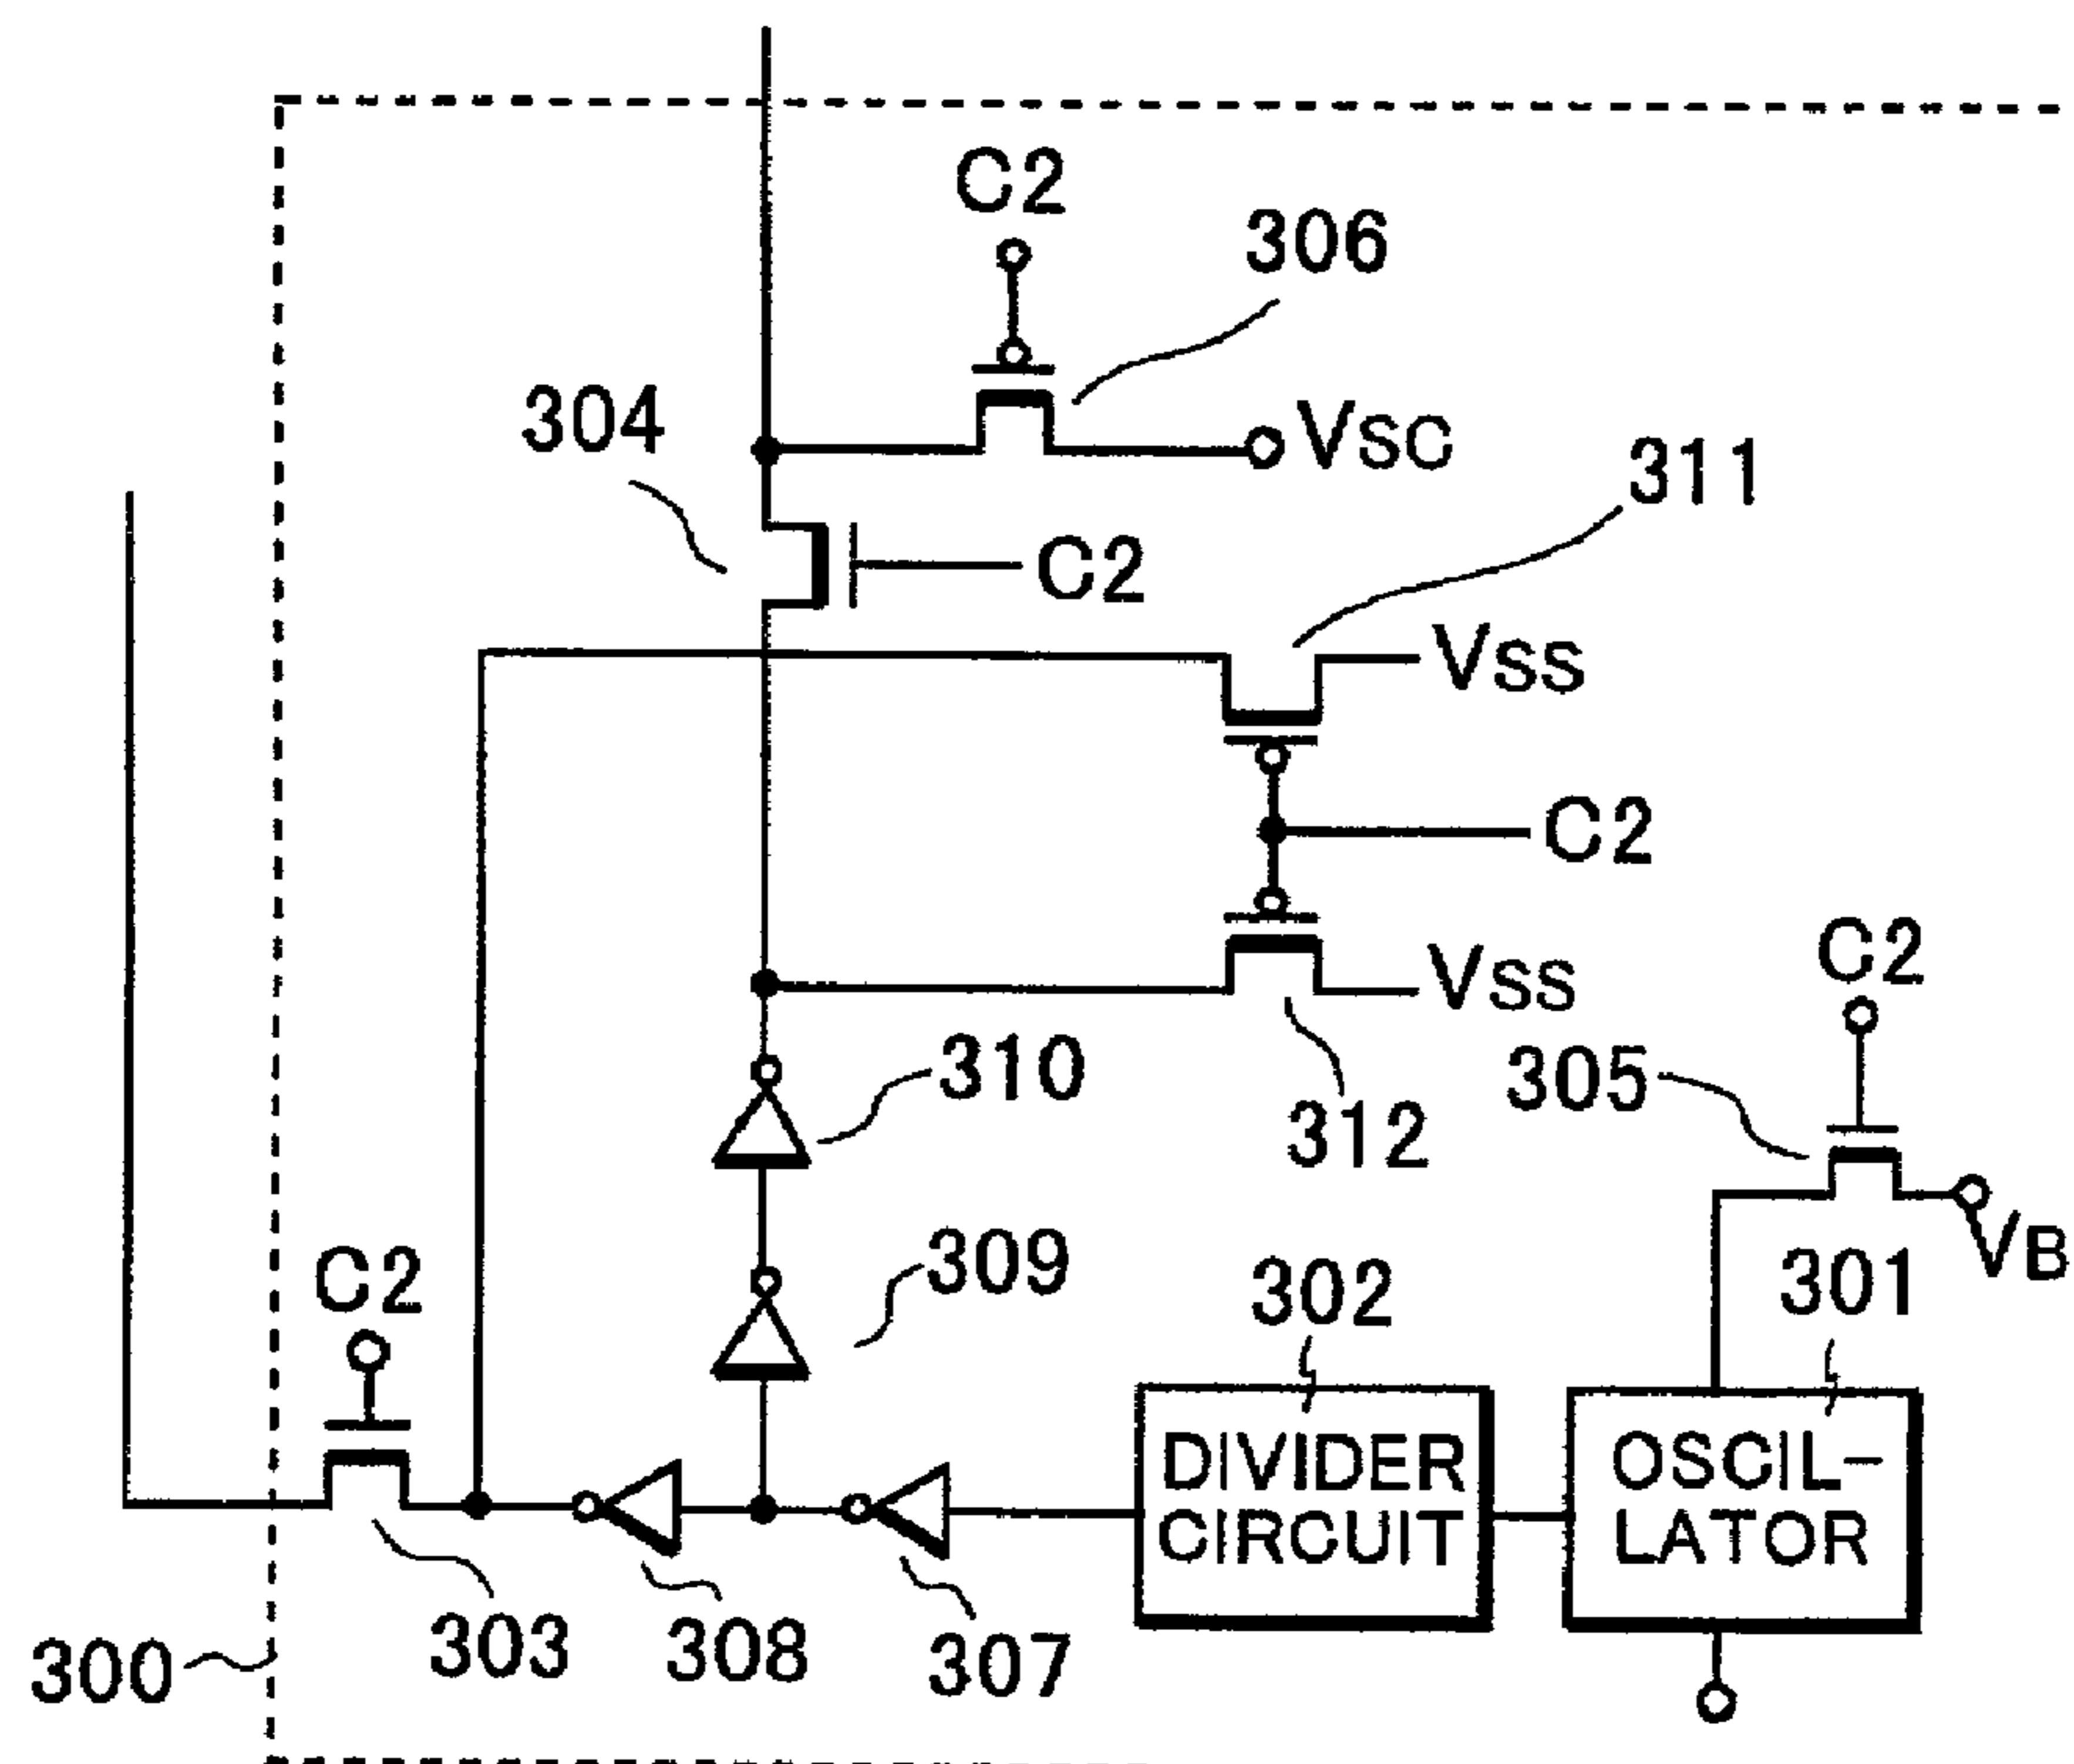 C2
306
304
VSC
311
C2
VSS
C2
C2
VSS
310
305
312
309
VB
C2
302
301
DIVIDER
CIRCUIT
OSCIL-
LATOR
303
308
307
300